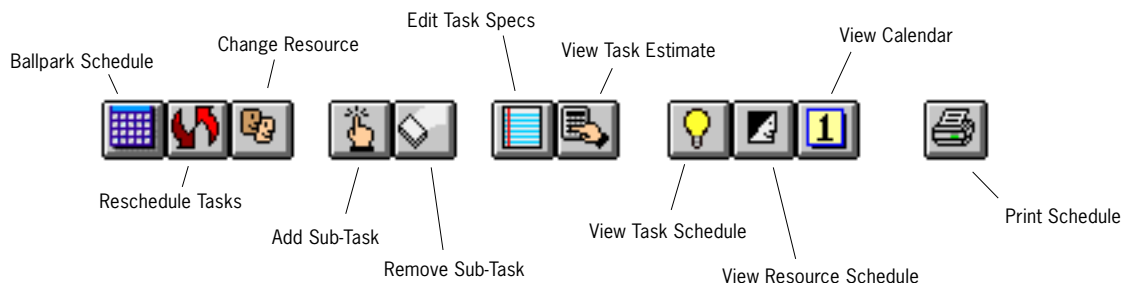 Edit Task Specs
Change Resource
View Calendar
View Task Estimate
Ballpark Schedule
1
Reschedule Tasks
Print Schedule
Add Sub-Task
View Task Schedule
Remove Sub-Task
View Resource Schedule